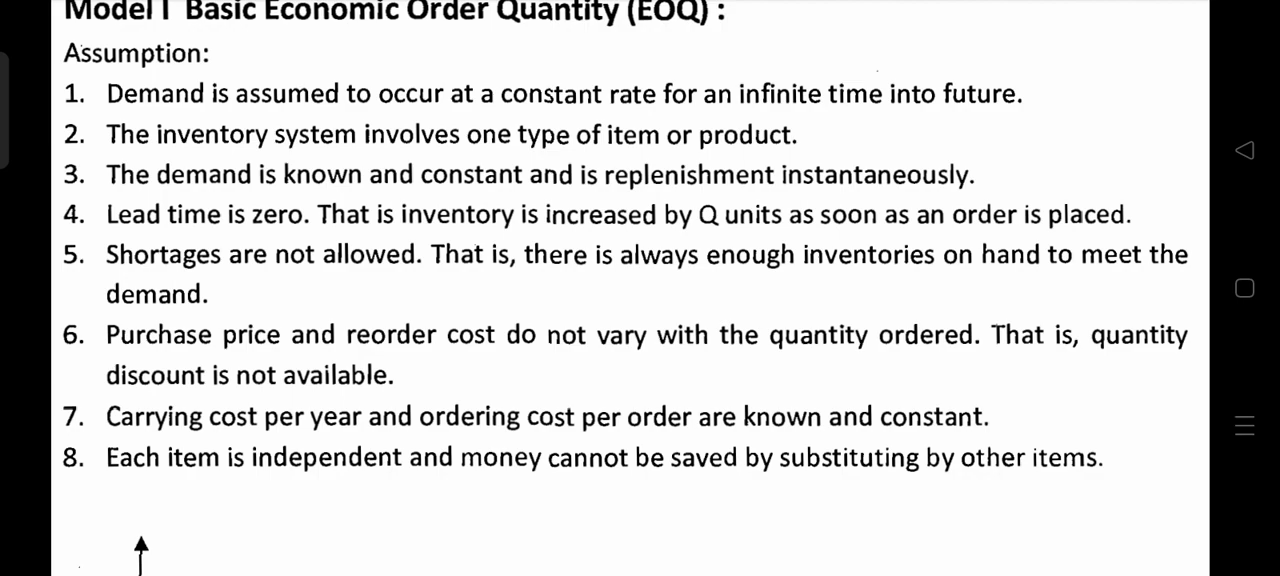 Model I Basic Economic Order Quantity (EOQ) :
Assumption:
1. Demand is assumed to occur at a constant rate for an infinite time into future.
2. The inventory system involves one type of item or product.
3. The demand is known and constant and is replenishment instantaneously.
4. Lead time is zero. That is inventory is increased by Q units as soon as an order is placed.
5. Shortages are not allowed. That is, there is always enough inventories on hand to meet the
demand.
6. Purchase price and reorder cost do not vary with the quantity ordered. That is, quantity
discount is not available.
7. Carrying cost per year and ordering cost per order are known and constant.
8. Each item is independent and money cannot be saved by substituting by other items.